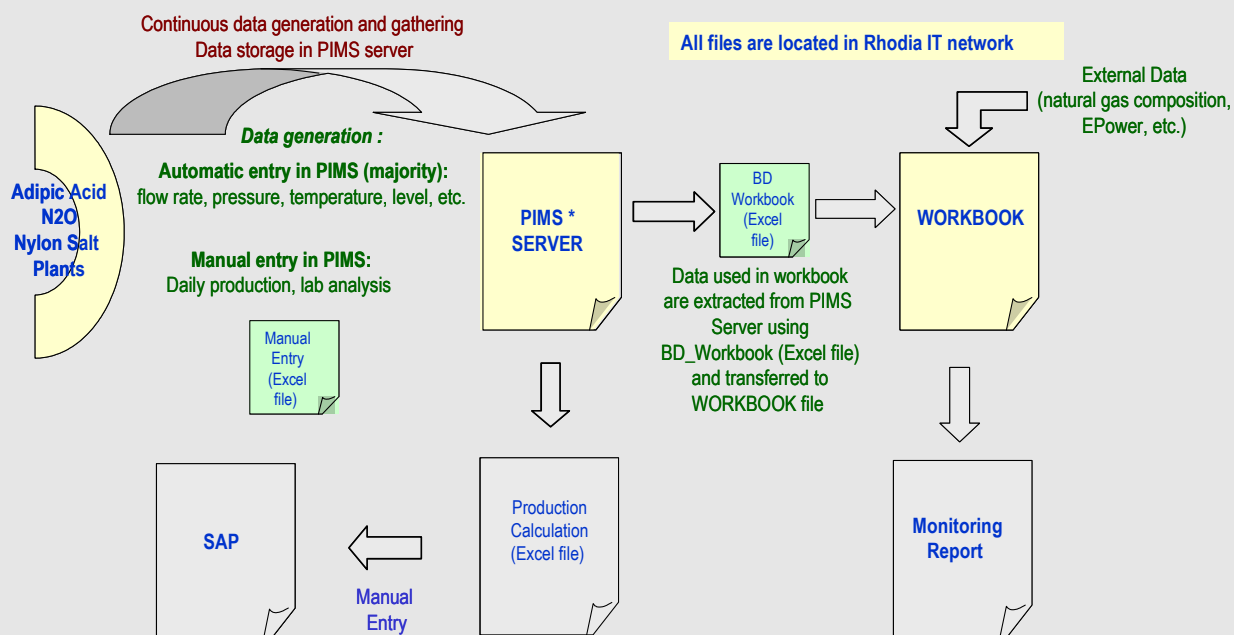 Continuous data generation and gathering
Data storage in PIMS server
All files are located in Rhodia IT network
External Data
(natural gas composition,
EPower, etc.)
Adipic Acid
N2O
Nylon Salt
Plants
Data generation :
Automatic entry in PIMS (majority):
flow rate, pressure, temperature, level, etc.
Manual entry in PIMS:
Daily production, lab analysis
Manual
Entry
(Excel
file)
PIMS *
SERVER
BD
Workbook
(Excel
file)
WORKBOOK
Data used in workbook
are extracted from PIMS
Server using
BD_Workbook (Excel file)
and transferred to
WORKBOOK file
SAP
Manual
Entry
Production
Calculation
(Excel file)
Monitoring
Report